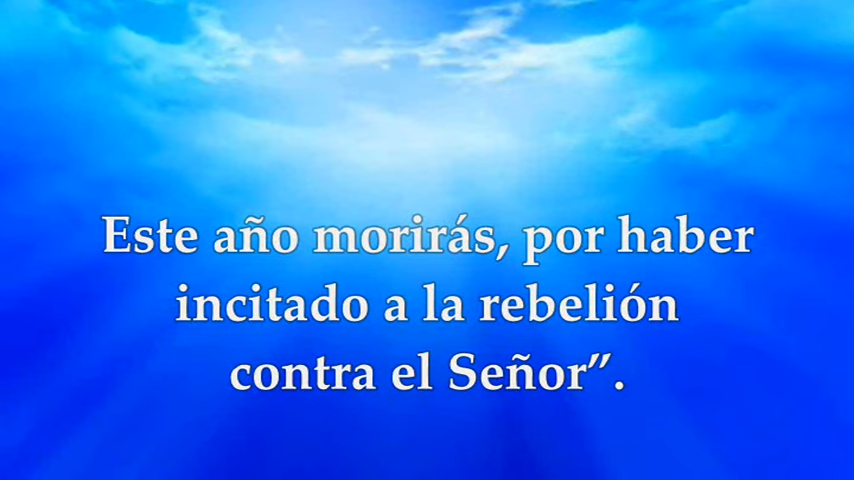 Este año morirás, por haber
incitado a la rebelión
contra el Señor”.